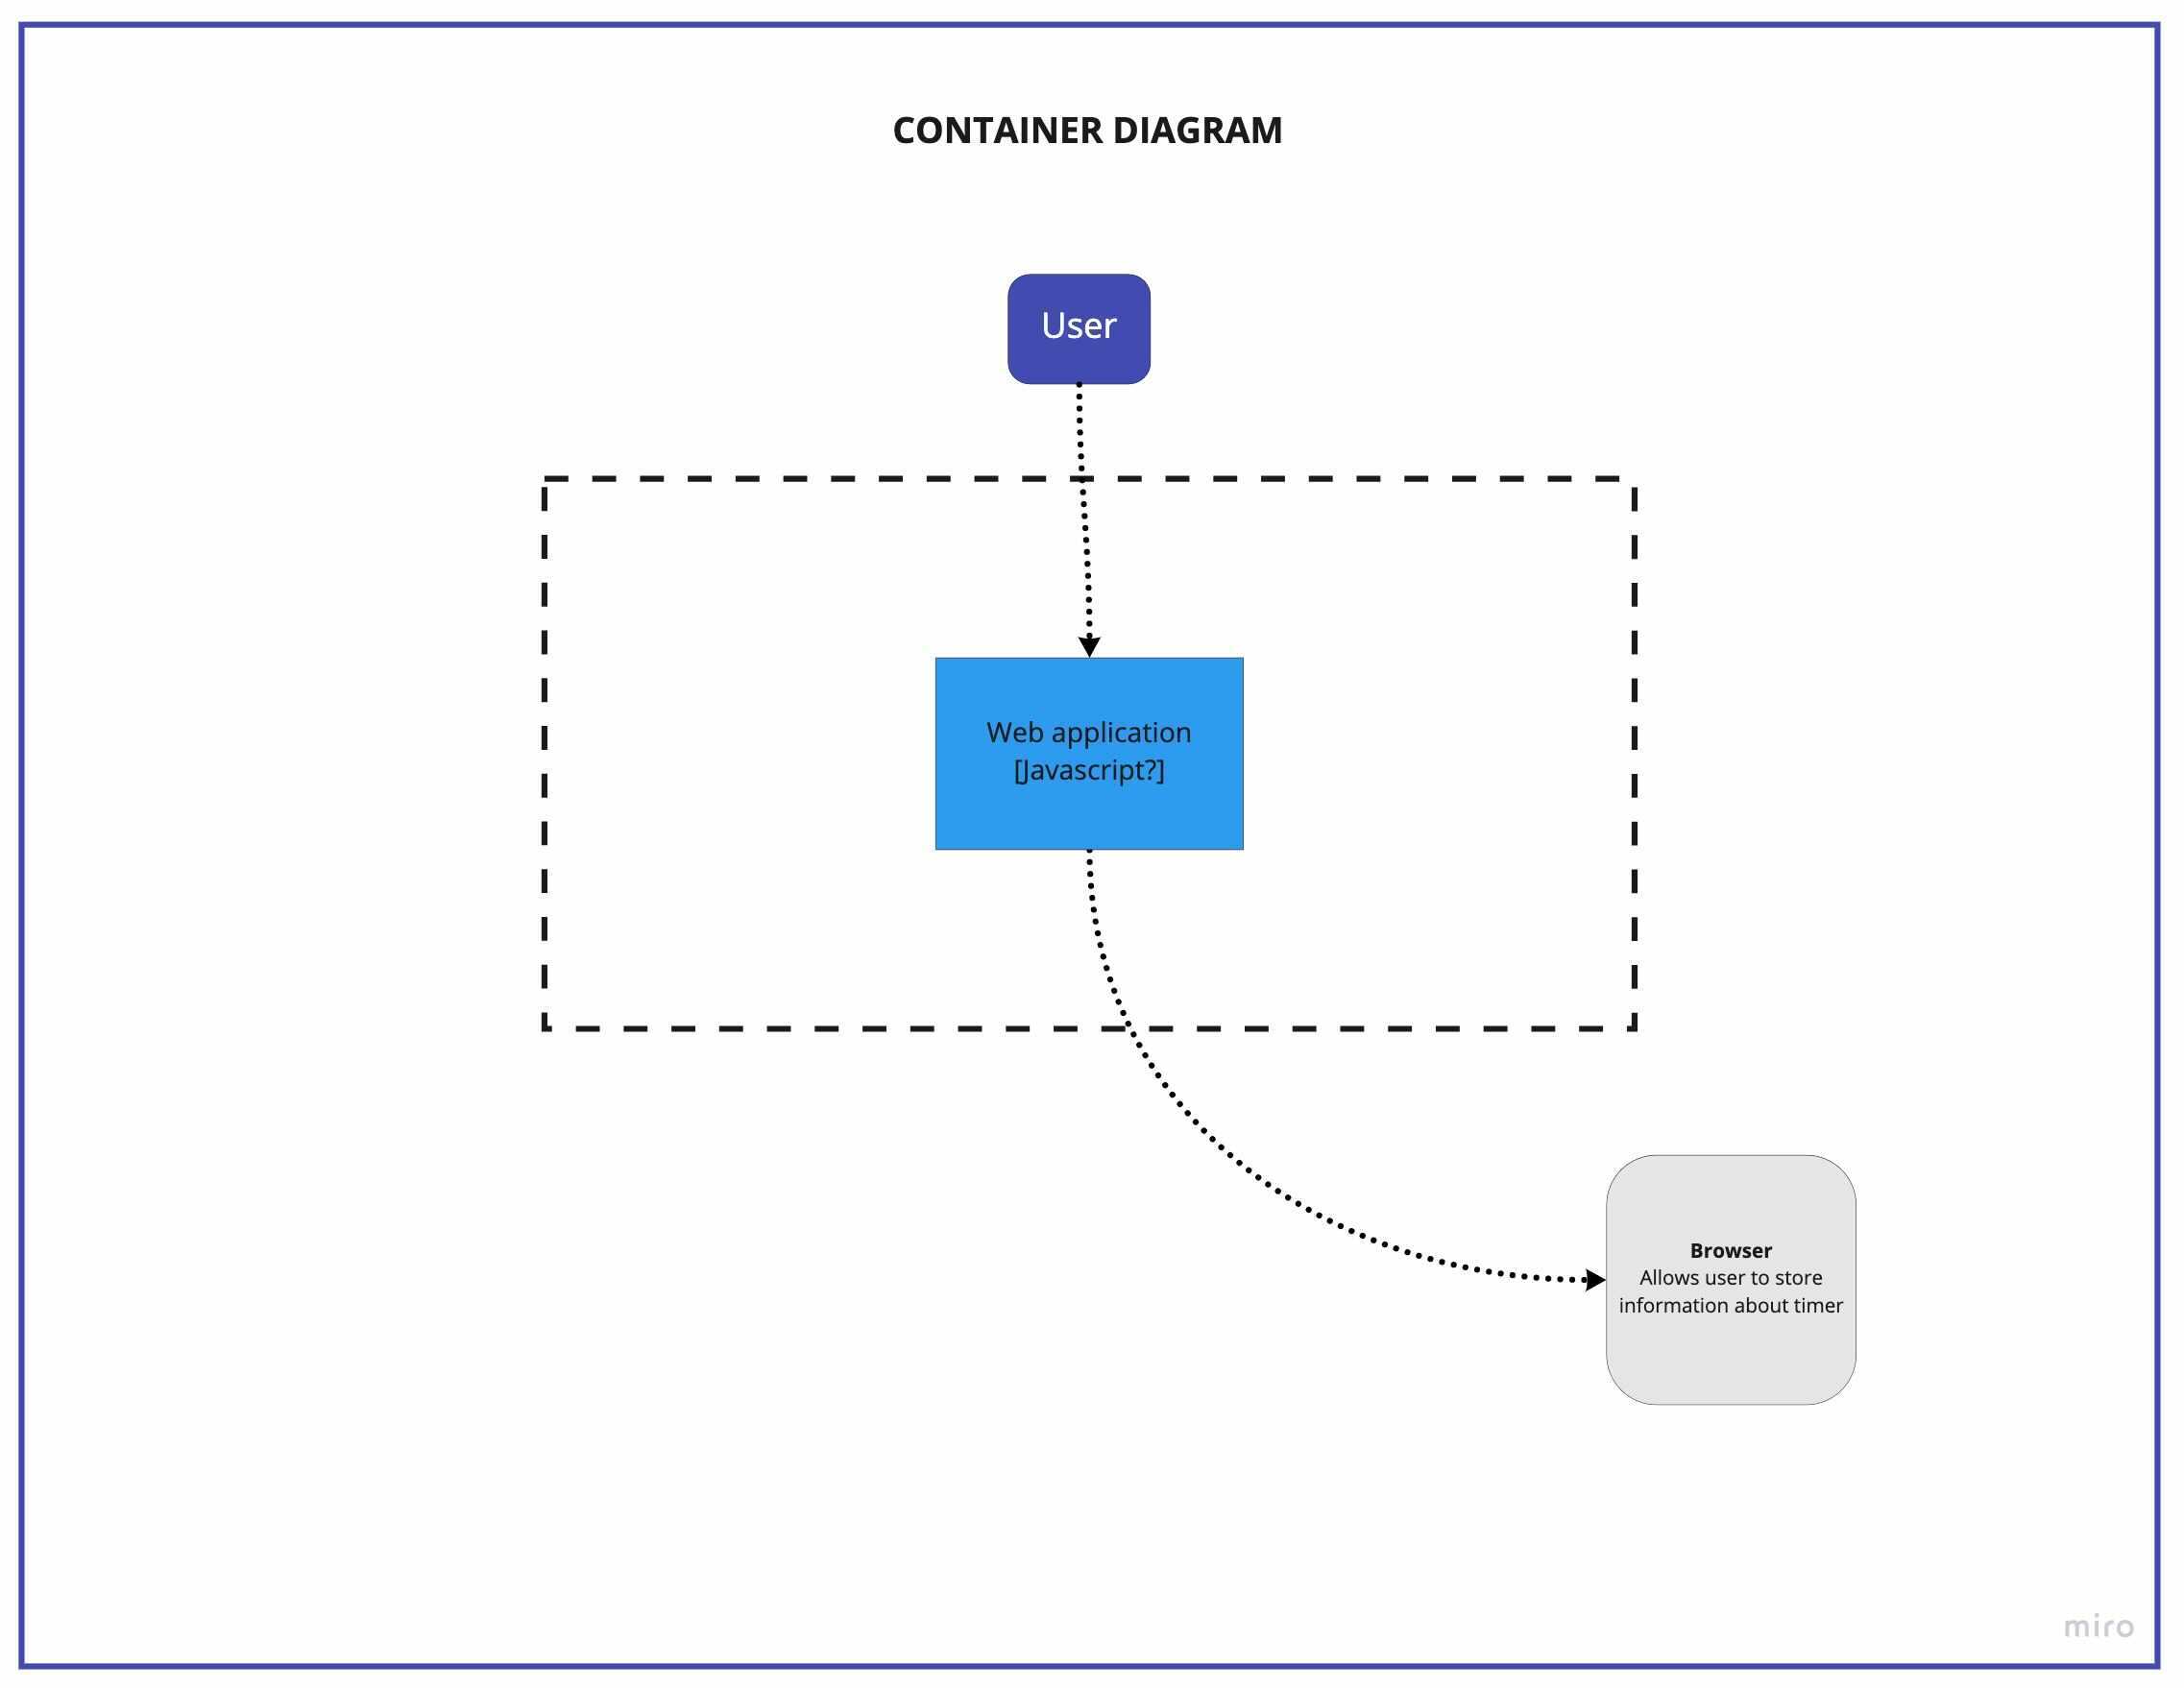 CONTAINER DIAGRAM
User
Web application
[Javascript?]
Browser
Allows user to store
information about timer
miro